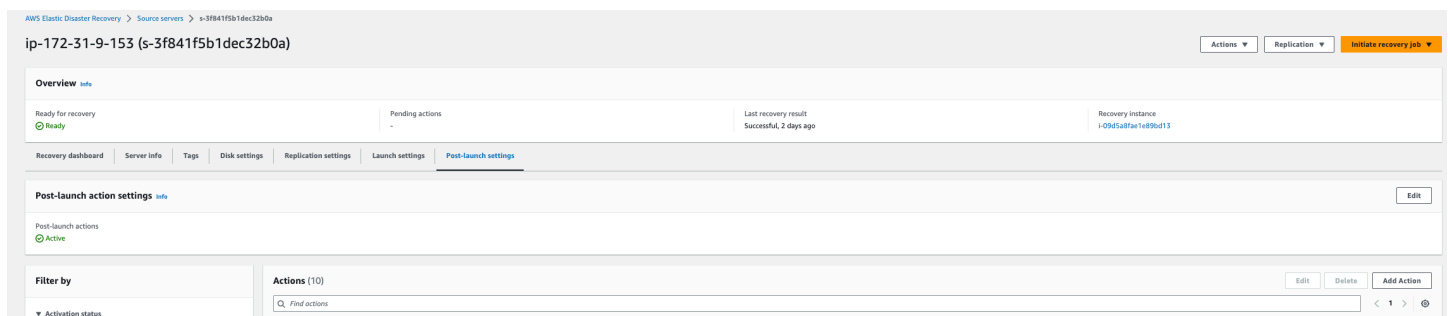 AWS Elastic Disaster Recovery > Source servers > s-3f841f5b1dec32b0a
ip-172-31-9-153 (s-3f841f5b1dec32b0a)
Actions ▼ Replication ▼ Initiate recovery job ▼
Overview Info
Ready for recovery Pending actions Last recovery result Recovery instance
Ready - Successful, 2 days ago i-09d5a8fae1e89bd13
Recovery dashboard Server info Tags Disk settings Replication settings Launch settings Post-launch settings
Post-launch action settings Info Edit
Post-launch actions
Active
Filter by Actions (10) Edit Delete Add Action
Find actions < 1 >
▼ Activation status